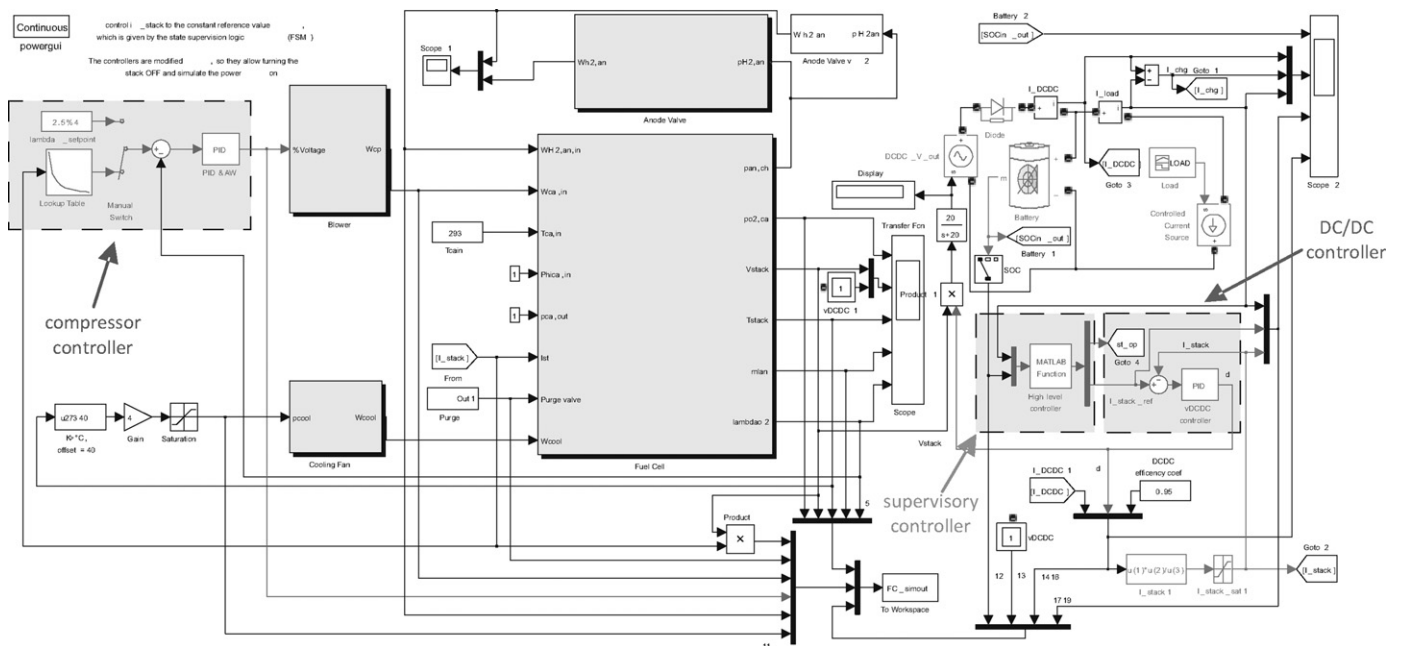 Continuous
powergui
control i _stack to the constant reference value ,
which is given by the state supervision logic (FSM )
The controllers are modified , so they allow turning the
stack OFF and simulate the power on
2.5%4
lambda _setpoint
Lookup Table
Manual
Switch
PID
PID & AW
compressor
controller
%Voltage
Wcp
Blower
Scope 1
Wh2,an
pH2,an
Anode Valve
W h2 an
pH 2an
Anode Valve v 2
WH 2,an,in
Wca ,in
Tca,in
Phica ,in
pca ,out
Ist
Purge valve
Wcool
pan,ch
po2,ca
Vstack
Tstack
mlan
lambdao 2
Fuel Cell
293
Tcain
1
1
[I_stack ]
From
Out 1
Purge
u273 40
K>°C,
offset = 40
4
Gain
Saturation
pcool
Wcool
Cooling Fan
Display
Transfer Fcn
20
s+20
Product 1
×
1
vDCDC 1
Scope
Vstack
5
Product
×
FC _simout
To Workspace
Battery 2
[SOCin _out ]
DCDC _V_out
Diode
I_DCDC
I_load
I_chg
Goto 1
[I_chg ]
[I_DCDC ]
Goto 3
m
Battery
[SOCin _out ]
Battery 1
SOC
LOAD
Load
Controlled
Current
Source
Scope 2
DC/DC
controller
MATLAB
Function
High level
controller
st_op
Goto 4
I_stack
I_stack _ref
d
PID
vDCDC
controller
supervisory
controller
I_DCDC 1
[I_DCDC ]
d
DCDC
efficency coef
0.95
1
vDCDC
12
13
14 18
17 19
u(1)*u(2)/u(3)
I_stack 1
I_stack _sat 1
Goto 2
[I_stack ]